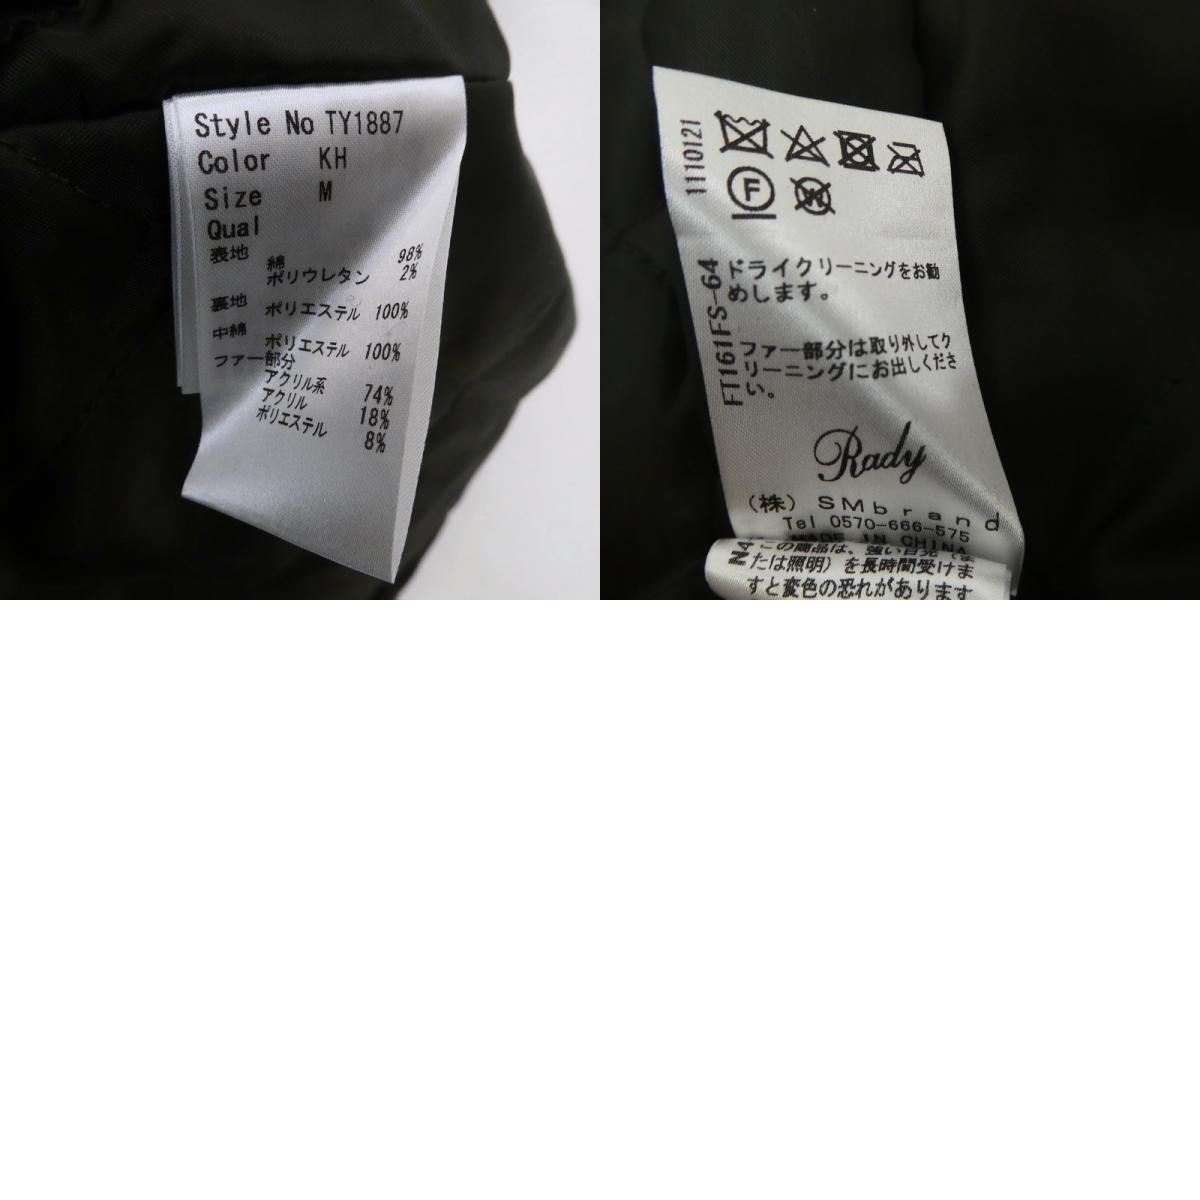 Style No TY1887
Color KH
Size M
Qual
表地
綿 98%
ポリウレタン 2%
裏地
ポリエステル 100%
中綿
ポリエステル 100%
ファー部分
アクリル系 74%
アクリル 18%
ポリエステル 8%
1110121
F
W
FT161FS-64
ドライクリーニングをお勧
めします。
ファー部分は取り外してク
リーニングにお出しくださ
い。
Rady
(株) SMbrand
Tel 0570-666-575
MADE IN CHINA
この商品は、強い日光(ま
たは照明)を長時間受けま
すと変色の恐れがあります